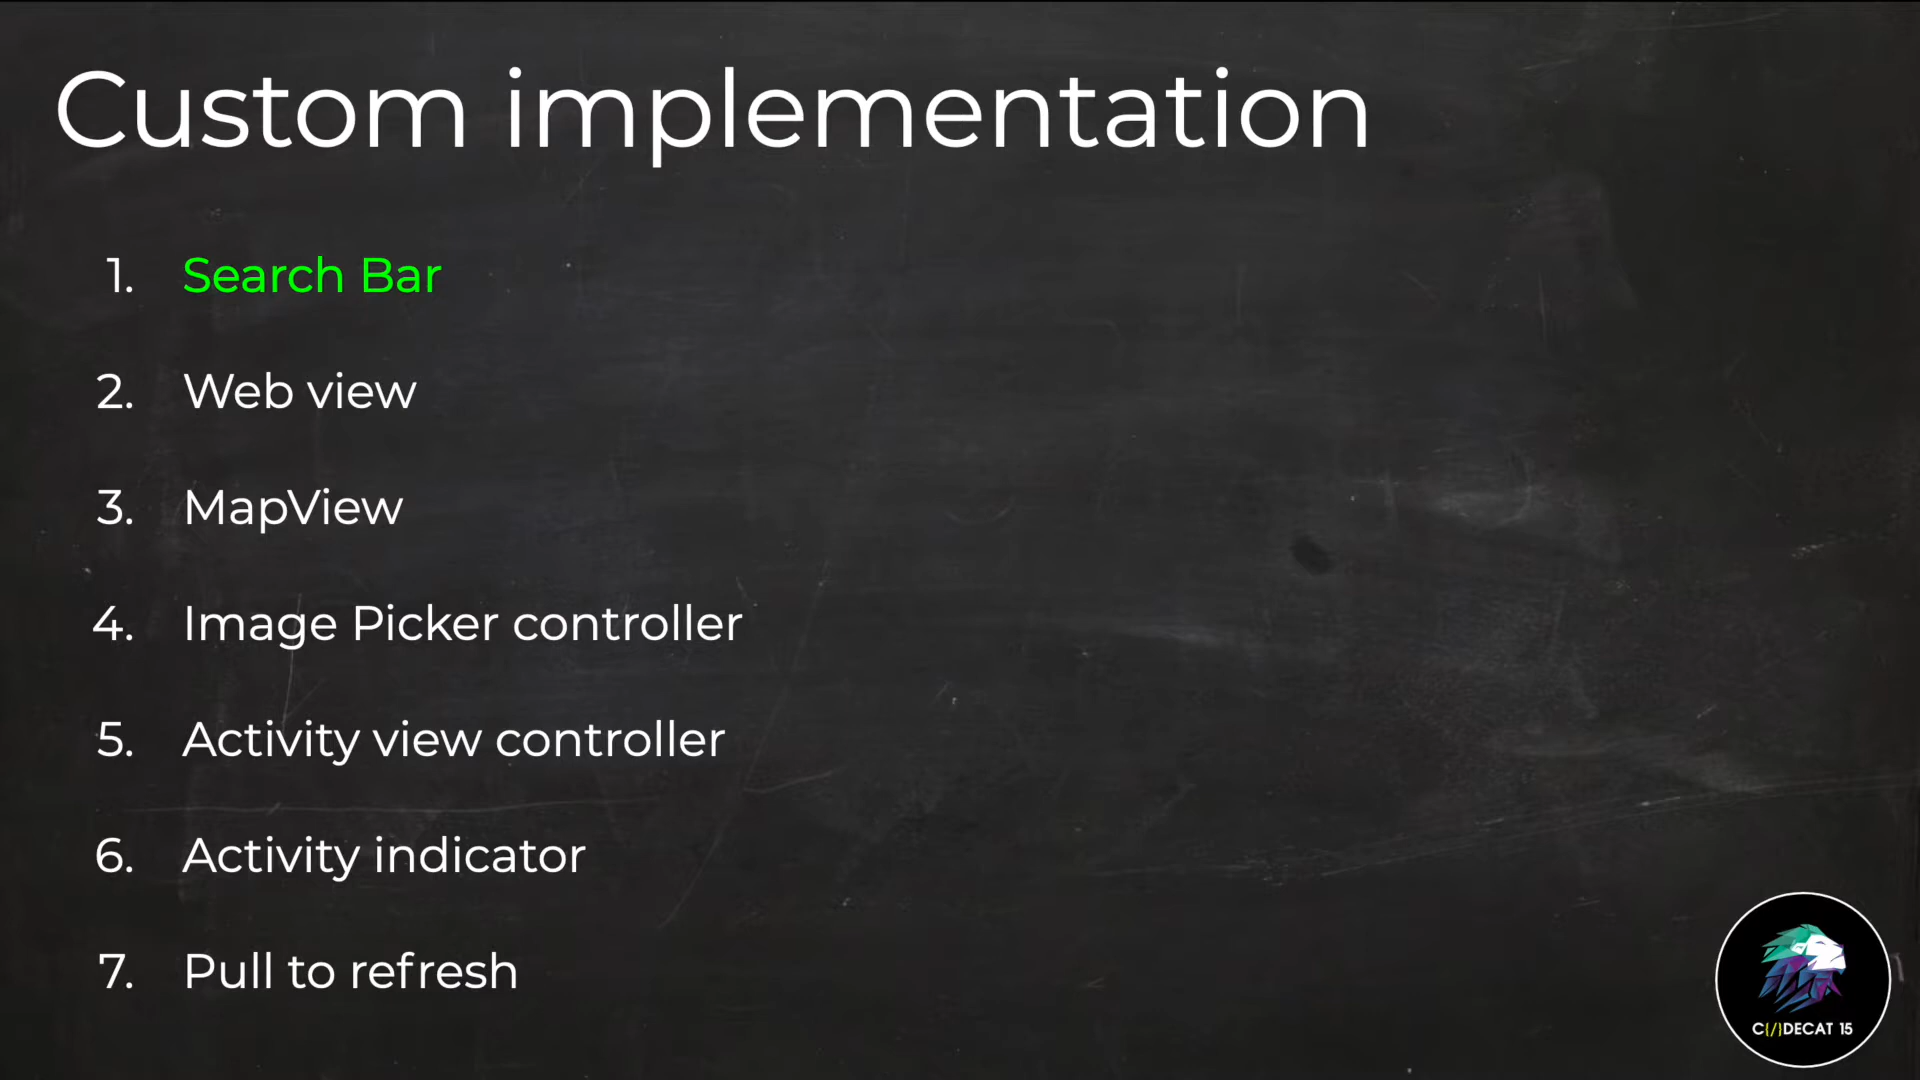 Custom implementation
1. Search Bar
2. Web view
3. MapView
4. Image Picker controller
5. Activity view controller
6. Activity indicator
7. Pull to refresh
C{/}DECAT 15